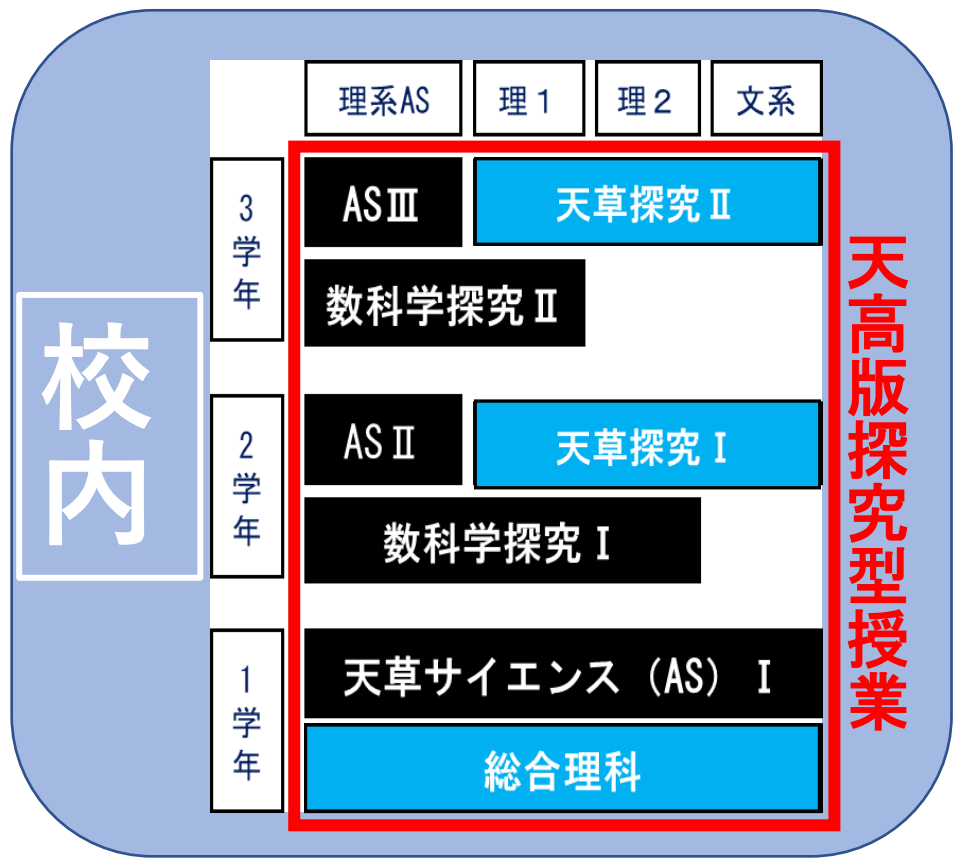 理系AS
理1
理2
文系
3学年
ASⅢ
天草探究Ⅱ
数科学探究Ⅱ
校内
2学年
ASⅡ
天草探究Ⅰ
数科学探究Ⅰ
1学年
天草サイエンス(AS) Ⅰ
総合理科
天高版探究型授業